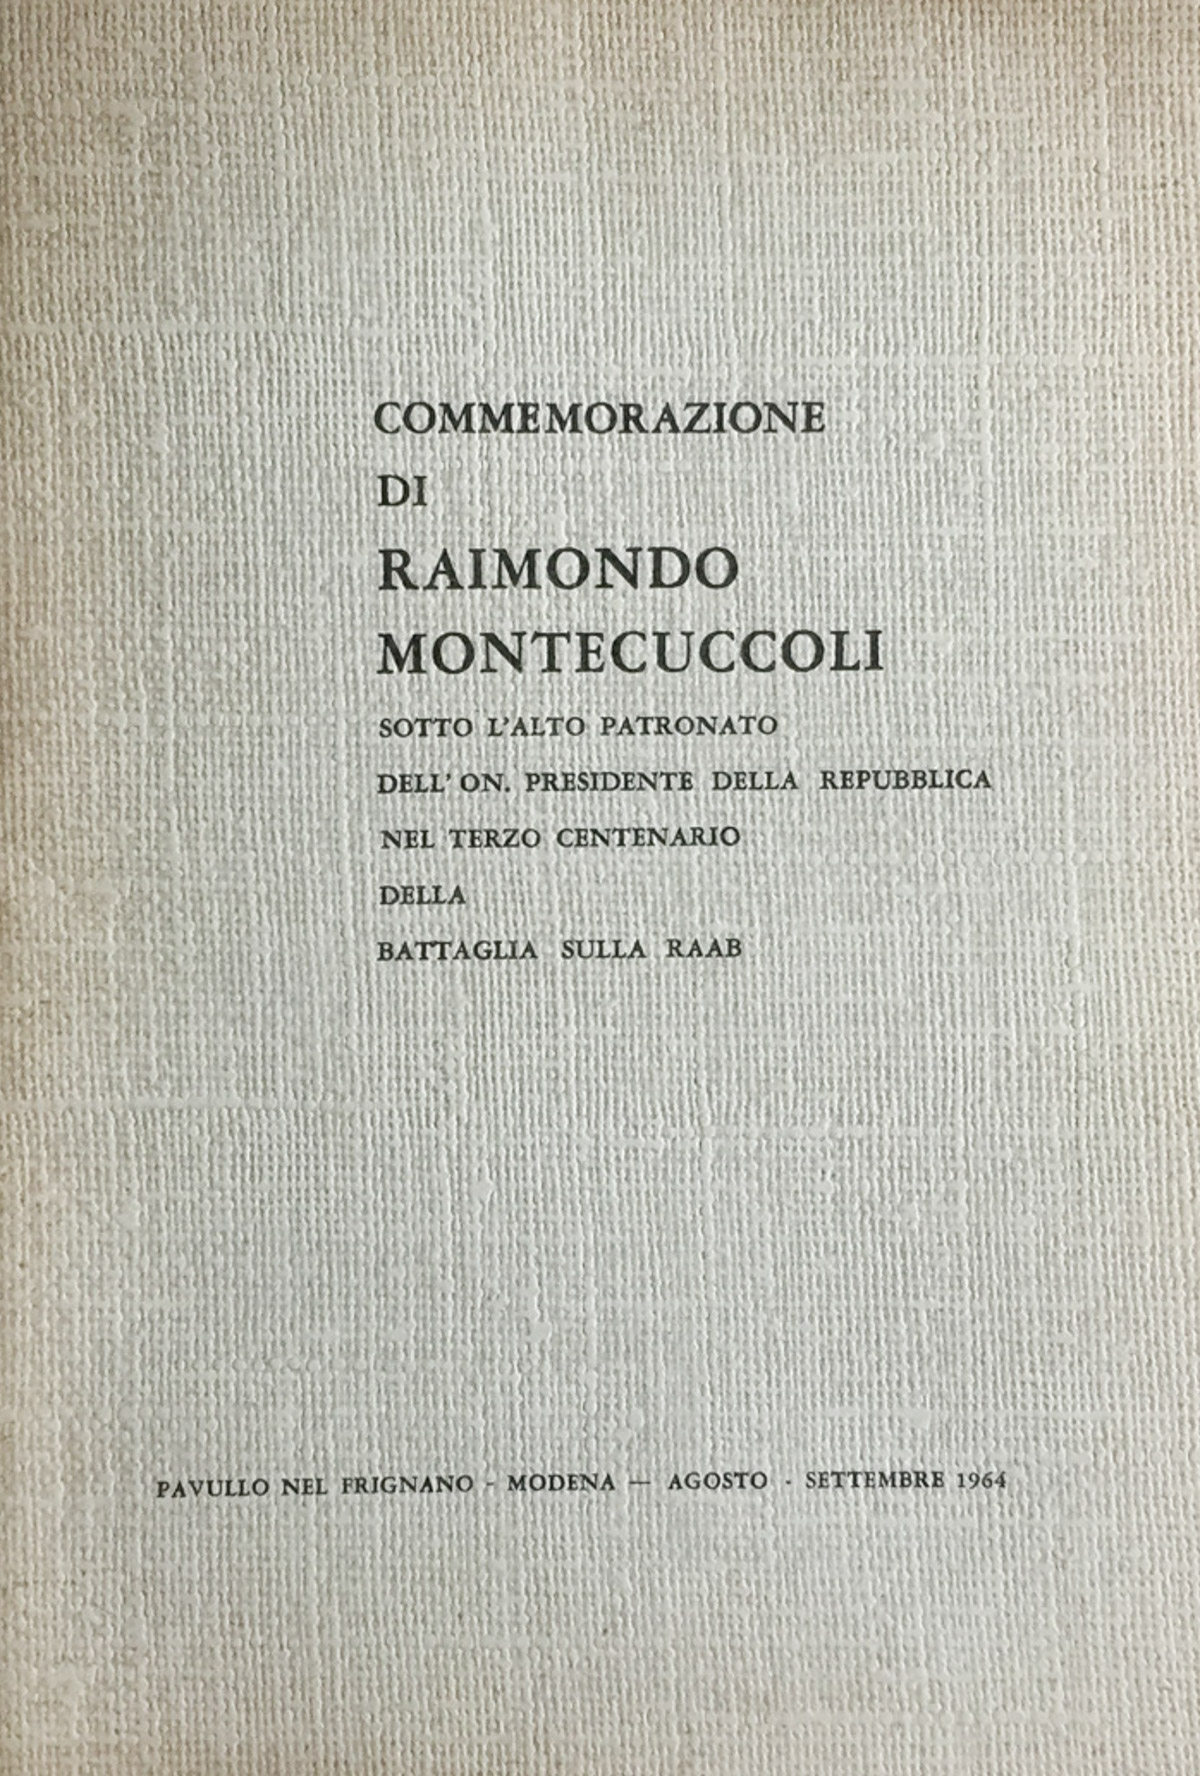 COMMEMORAZIONE
DI
RAIMONDO
MONTECUCCOLI
SOTTO L'ALTO PATRONATO
DELL' ON. PRESIDENTE DELLA REPUBBLICA
NEL TERZO CENTENARIO
DELLA
BATTAGLIA SULLA RAAB
PAVULLO NEL FRIGNANO - MODENA — AGOSTO - SETTEMBRE 1964